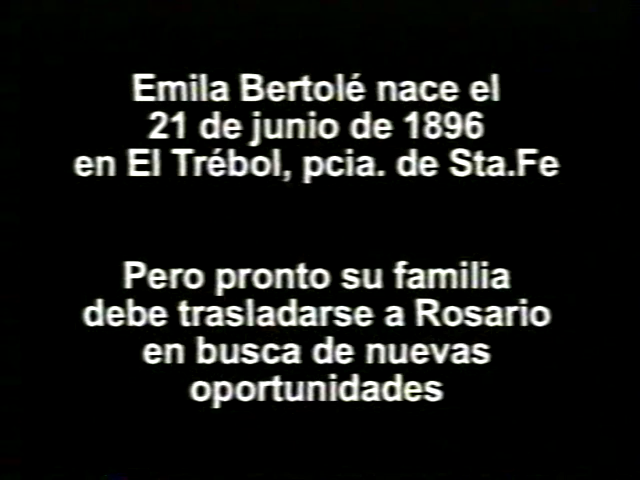 Emila Bertolé nace el
21 de junio de 1896
en El Trébol, pcia. de Sta.Fe
Pero pronto su familia
debe trasladarse a Rosario
en busca de nuevas
oportunidades